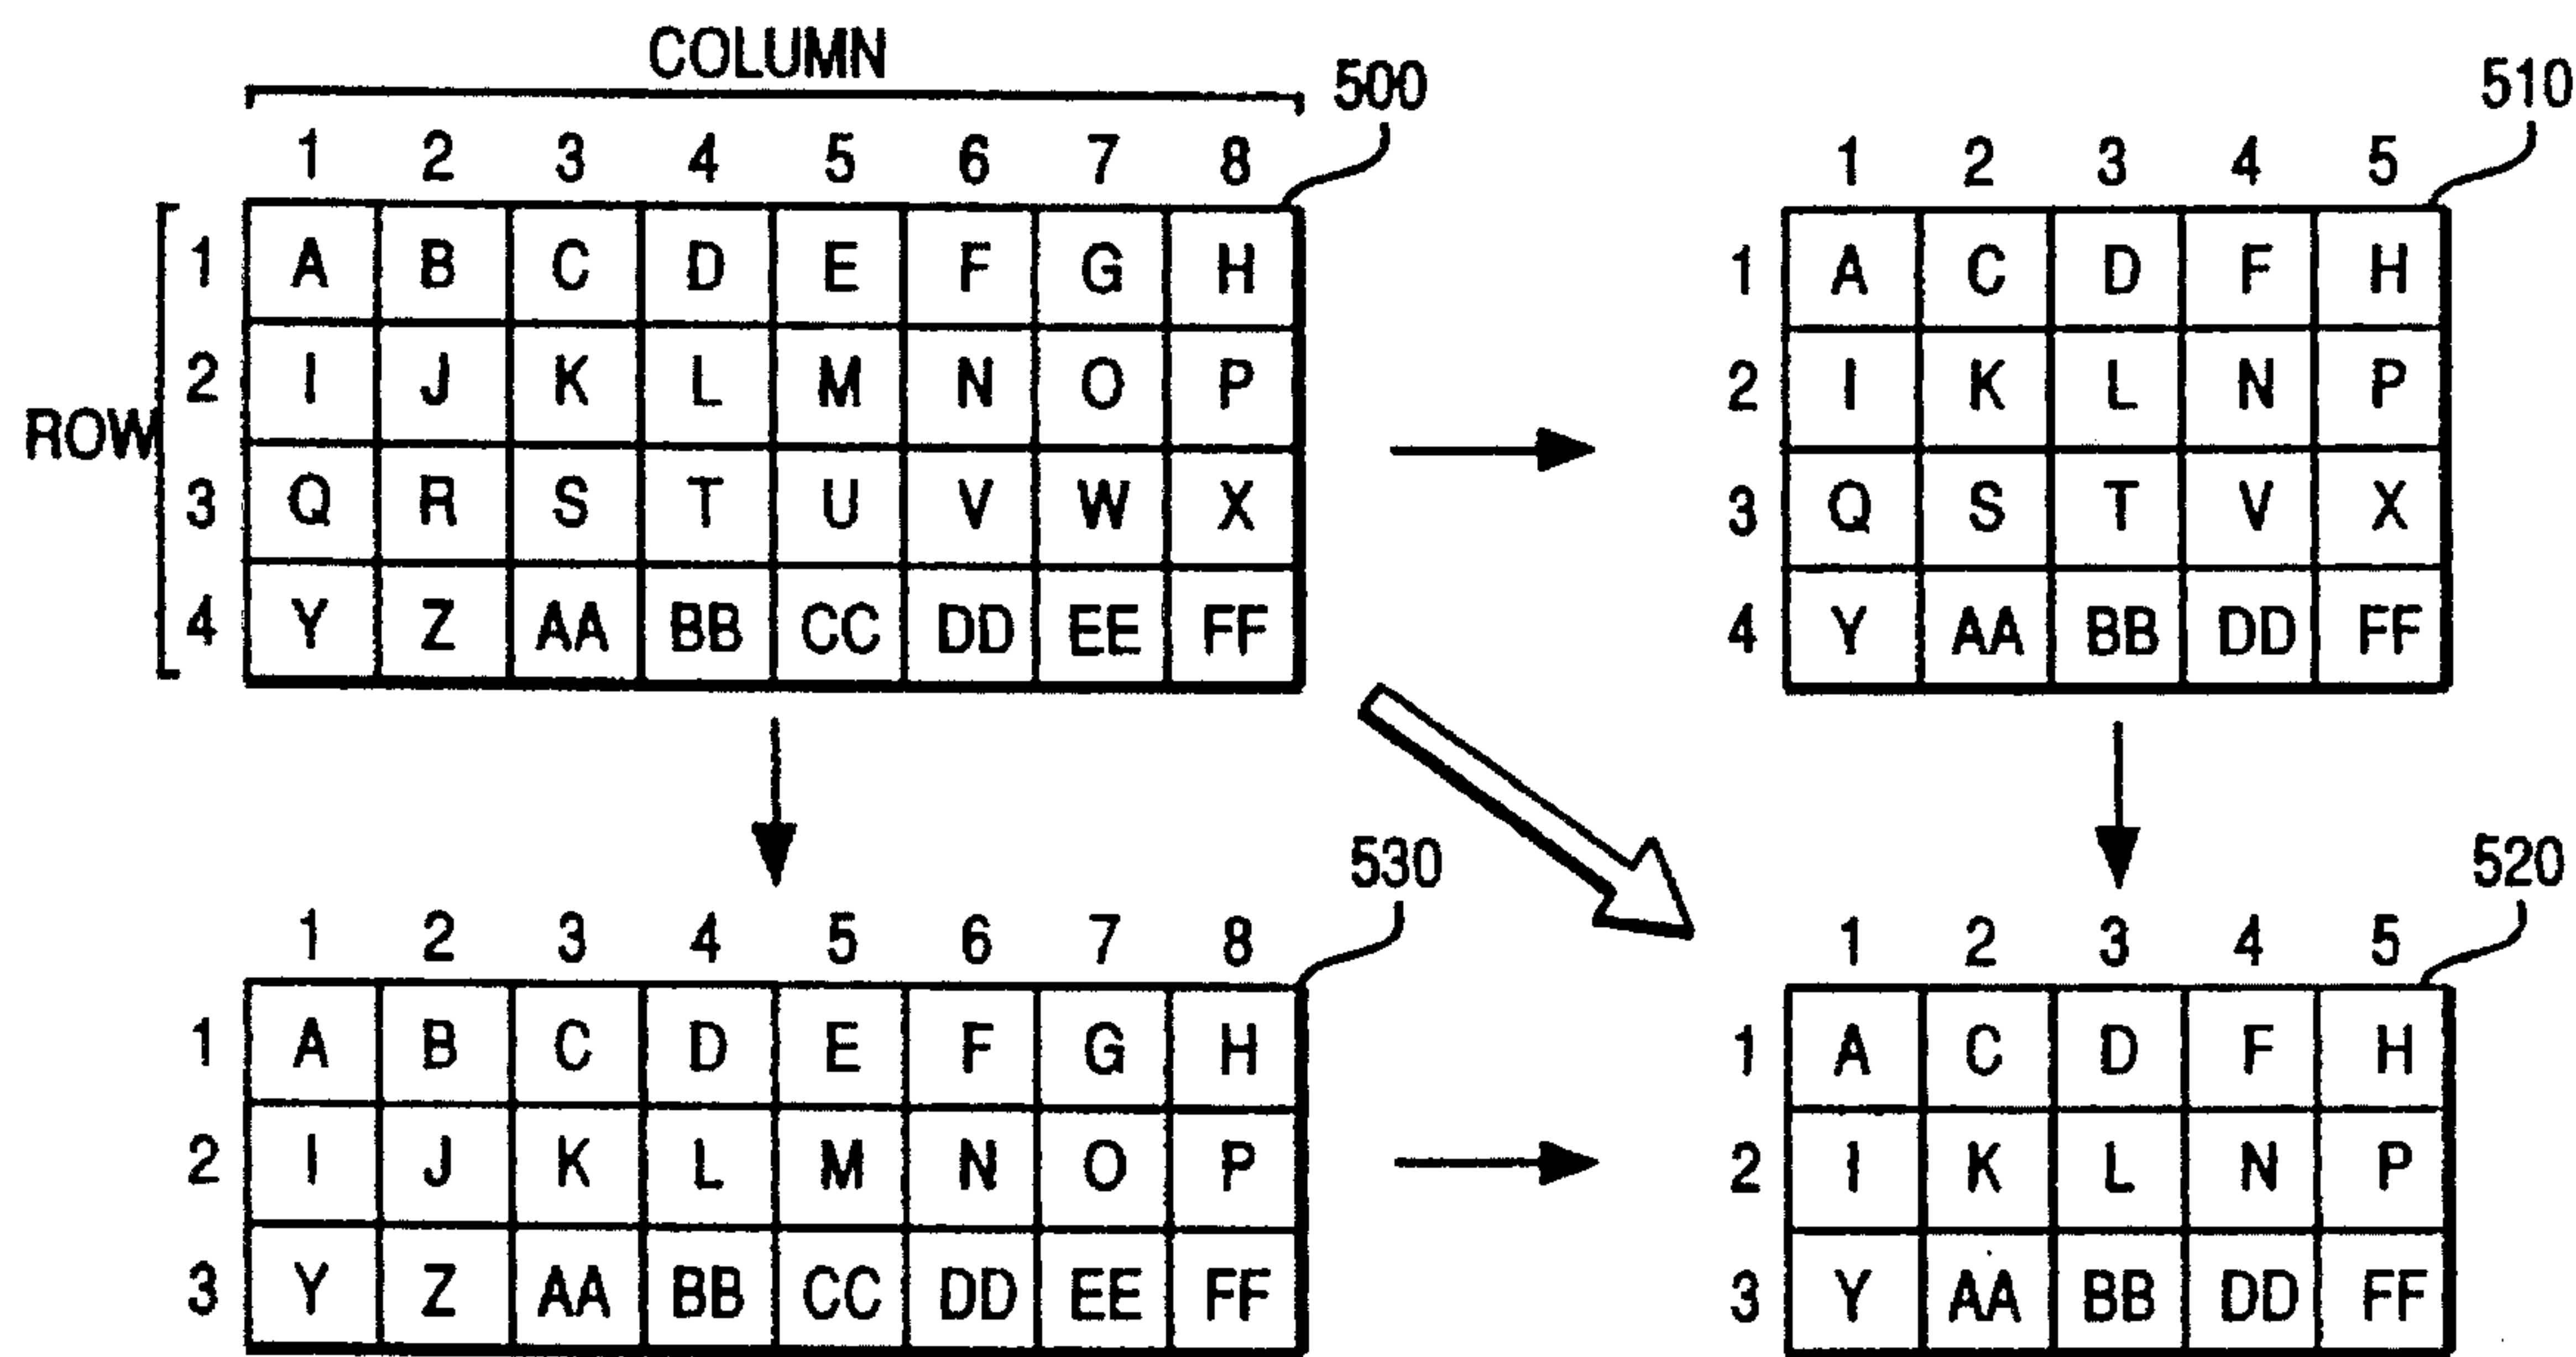 COLUMN
500
1 2 3 4 5 6 7 8
ROW
1 A B C D E F G H
2 I J K L M N O P
3 Q R S T U V W X
4 Y Z AA BB CC DD EE FF
510
1 2 3 4 5
1 A C D F H
2 I K L N P
3 Q S T V X
4 Y AA BB DD FF
530
1 2 3 4 5 6 7 8
1 A B C D E F G H
2 I J K L M N O P
3 Y Z AA BB CC DD EE FF
520
1 2 3 4 5
1 A C D F H
2 I K L N P
3 Y AA BB DD FF